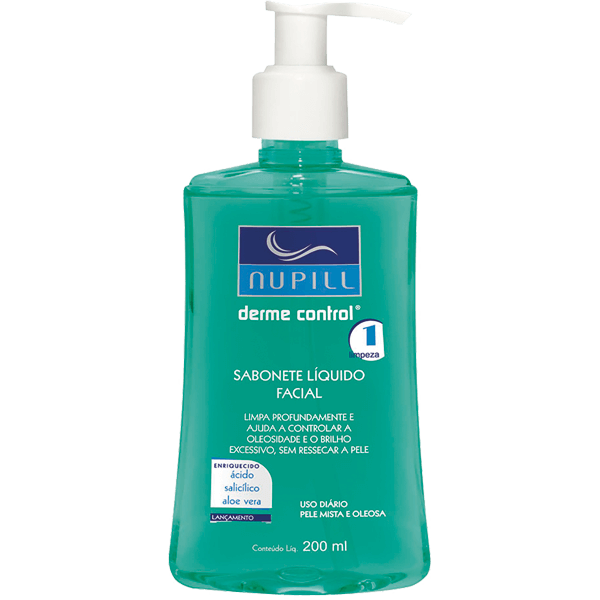 NUPILL
derme control®
1
limpeza
SABONETE LÍQUIDO
FACIAL
LIMPA PROFUNDAMENTE E
AJUDA A CONTROLAR A
OLEOSIDADE E O BRILHO
EXCESSIVO, SEM RESSECAR A PELE
ENRIQUECIDO
ácido
salicílico
aloe vera
LANÇAMENTO
USO DIÁRIO
PELE MISTA E OLEOSA
Conteúdo Líq. 200 ml